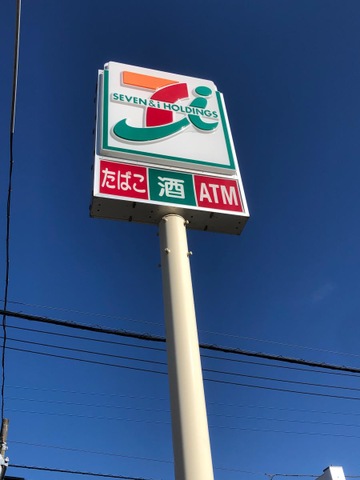 SEVEN & i HOLDINGS
たばこ 酒 ATM